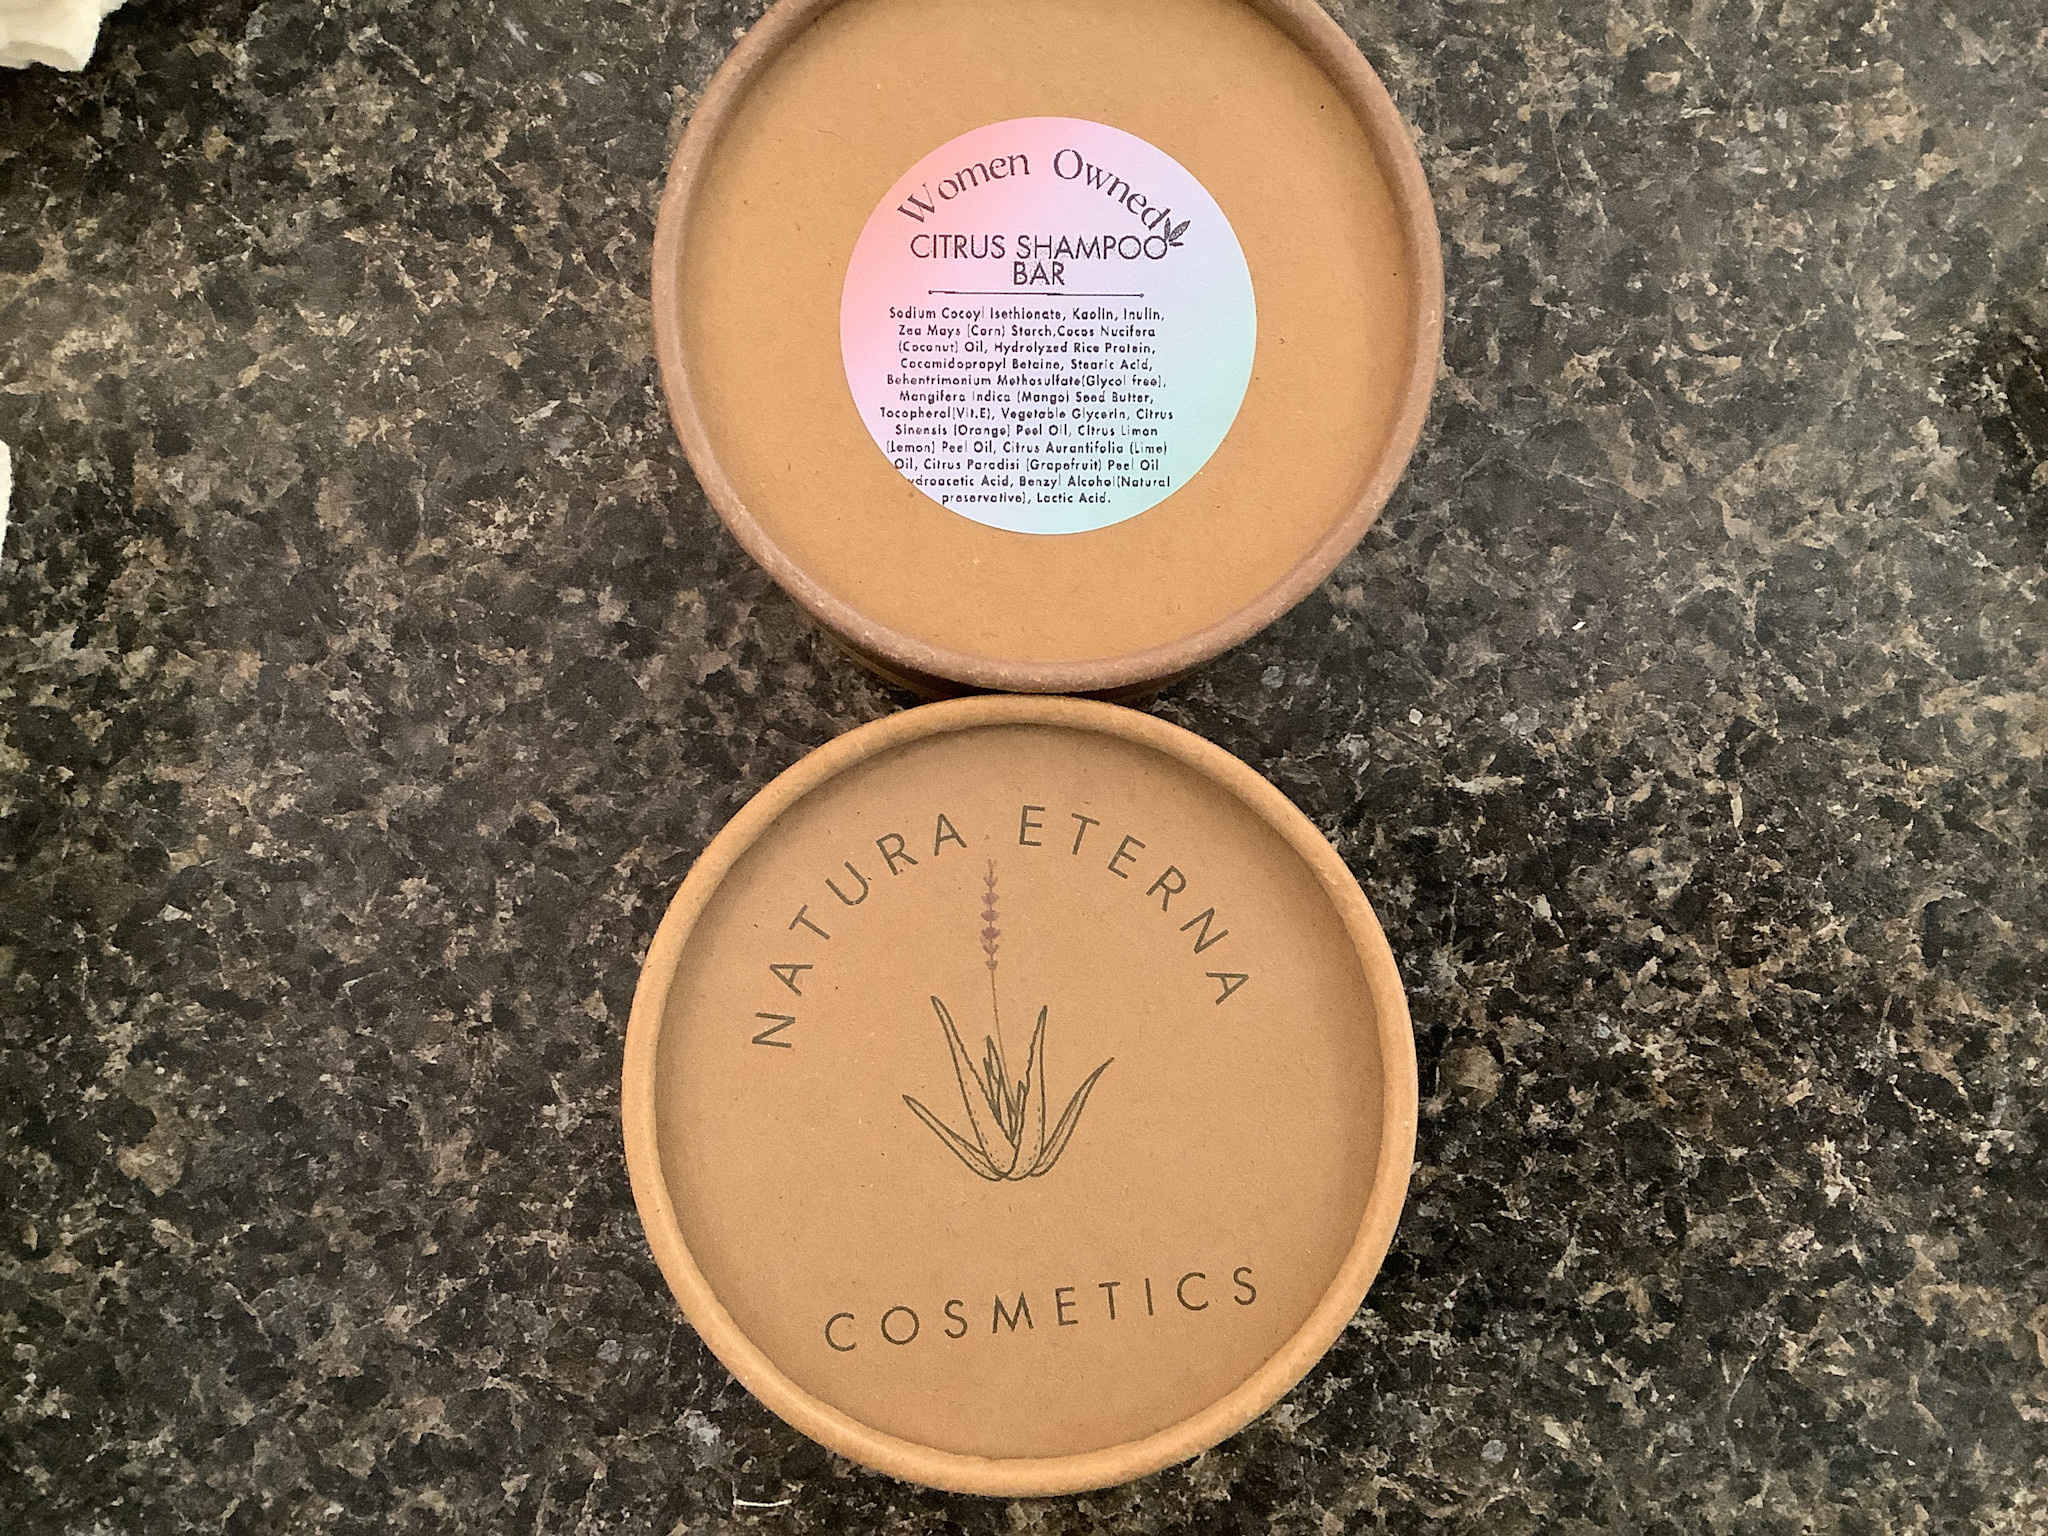 Women Owned
CITRUS SHAMPOO
BAR
Sodium Cocoyl Isethionate, Kaolin, Inulin,
Zea Mays (Corn) Starch,Cocos Nucifera
(Coconut) Oil, Hydrolyzed Rice Protein,
Cocamidopropyl Betaine, Stearic Acid,
Behentrimonium Methosulfate(Glycol free),
Mangifera Indica (Mango) Seed Butter,
Tocopherol(Vit.E), Vegetable Glycerin, Citrus
Sinensis (Orange) Peel Oil, Citrus Limon
(Lemon) Peel Oil, Citrus Aurantifolia (Lime)
Oil, Citrus Paradisi (Grapefruit) Peel Oil
ydroacetic Acid, Benzyl Alcohol(Natural
preservative), Lactic Acid.
NATURA ETERNA
COSMETICS